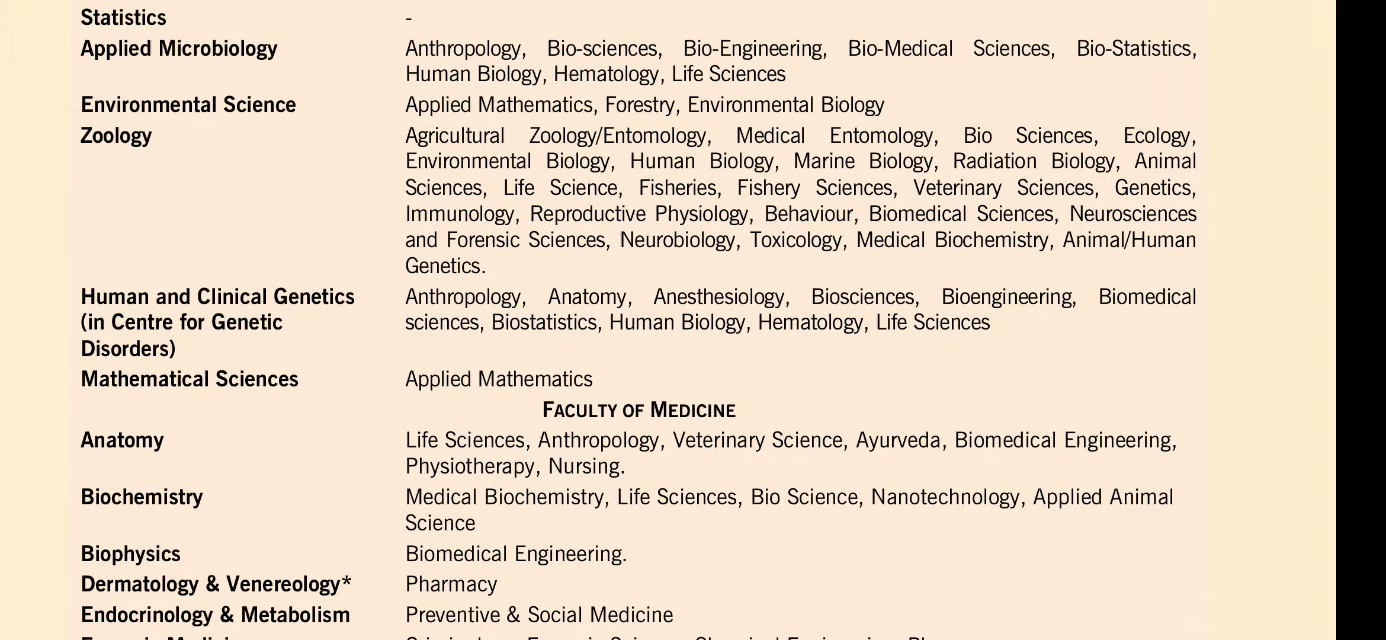 Statistics -
Applied Microbiology Anthropology, Bio-sciences, Bio-Engineering, Bio-Medical Sciences, Bio-Statistics,
Human Biology, Hematology, Life Sciences
Environmental Science Applied Mathematics, Forestry, Environmental Biology
Zoology Agricultural Zoology/Entomology, Medical Entomology, Bio Sciences, Ecology,
Environmental Biology, Human Biology, Marine Biology, Radiation Biology, Animal
Sciences, Life Science, Fisheries, Fishery Sciences, Veterinary Sciences, Genetics,
Immunology, Reproductive Physiology, Behaviour, Biomedical Sciences, Neurosciences
and Forensic Sciences, Neurobiology, Toxicology, Medical Biochemistry, Animal/Human
Genetics.
Human and Clinical Genetics Anthropology, Anatomy, Anesthesiology, Biosciences, Bioengineering, Biomedical
(in Centre for Genetic sciences, Biostatistics, Human Biology, Hematology, Life Sciences
Disorders)
Mathematical Sciences Applied Mathematics
FACULTY OF MEDICINE
Anatomy Life Sciences, Anthropology, Veterinary Science, Ayurveda, Biomedical Engineering,
Physiotherapy, Nursing.
Biochemistry Medical Biochemistry, Life Sciences, Bio Science, Nanotechnology, Applied Animal
Science
Biophysics Biomedical Engineering.
Dermatology & Venereology* Pharmacy
Endocrinology & Metabolism Preventive & Social Medicine